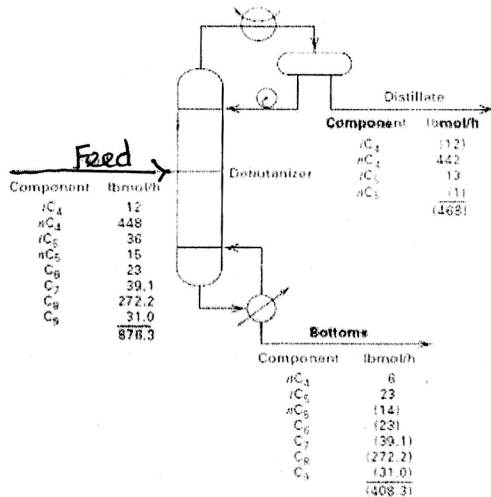 Distillate
Component lbmol/h
iC4 (12)
nC4 442
iC5 13
nC5 (1)
(468)
Feed
Debutanizer
Component lbmol/h
iC4 12
nC4 448
iC5 36
nC5 15
C6 23
C7 39.1
C8 272.2
C9 31.0
876.3
Bottoms
Component lbmol/h
nC4 6
iC5 23
nC5 (14)
C6 (23)
C7 (39.1)
C8 (272.2)
C9 (31.0)
(408.3)